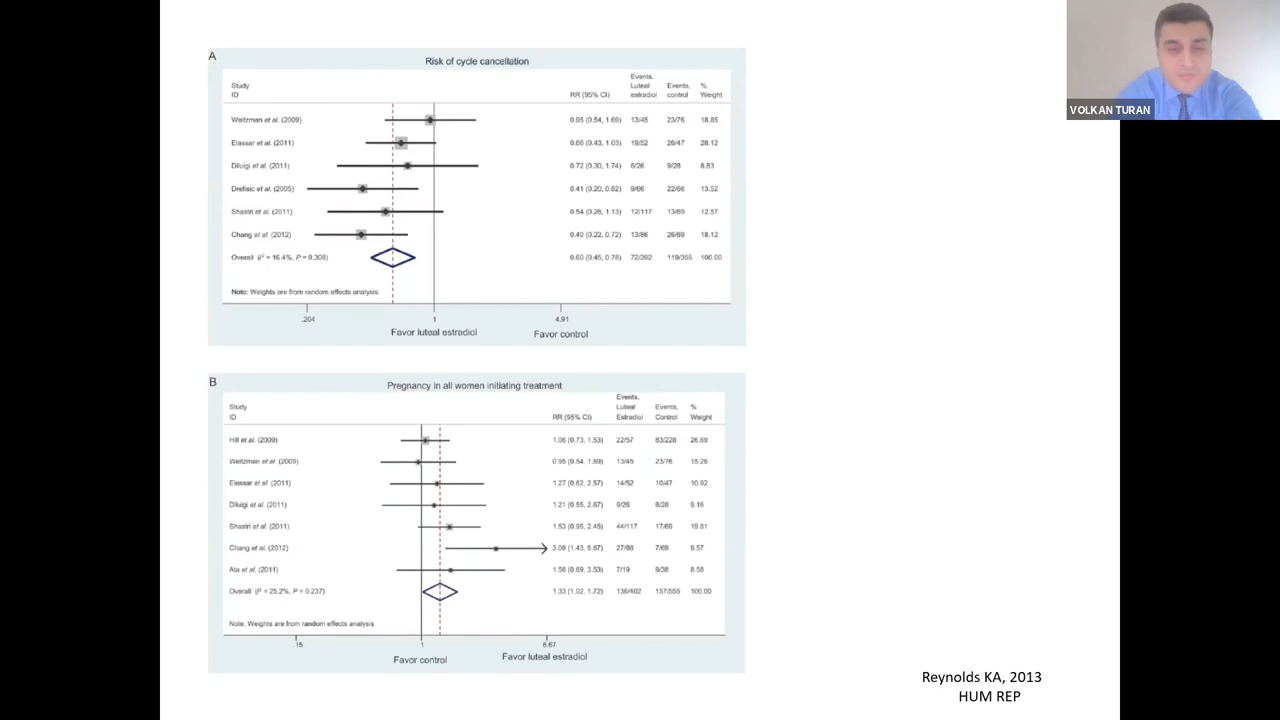 VOLKAN TURAN
A
Risk of cycle cancellation
Study ID RR (95% CI) Events, Luteal estradiol Events, control % Weight
Weitzman et al. (2009) 0.95 (0.54, 1.69) 13/45 23/76 18.85
Elassar et al. (2011) 0.66 (0.43, 1.03) 19/52 26/47 28.12
Diluigi et al. (2011) 0.72 (0.30, 1.74) 6/26 9/28 8.83
Drefisic et al. (2005) 0.41 (0.20, 0.82) 9/66 22/66 13.52
Shastri et al. (2011) 0.54 (0.26, 1.13) 12/117 13/69 12.57
Chang et al. (2012) 0.40 (0.22, 0.72) 13/86 26/69 18.12
Overall (I² = 16.4%, P = 0.308) 0.60 (0.45, 0.78) 72/392 119/355 100.00
Note: Weights are from random effects analysis
.204 1 4.91
Favor luteal estradiol Favor control
B
Pregnancy in all women initiating treatment
Study ID RR (95% CI) Events, Luteal Estradiol Events, Control % Weight
Hill et al. (2009) 1.06 (0.73, 1.53) 22/57 83/228 26.69
Weitzman et al. (2009) 0.95 (0.54, 1.69) 13/45 23/76 15.26
Elassar et al. (2011) 1.27 (0.62, 2.57) 14/52 10/47 10.92
Diluigi et al. (2011) 1.21 (0.55, 2.67) 9/26 8/28 9.16
Shastri et al. (2011) 1.53 (0.95, 2.45) 44/117 17/69 19.81
Chang et al. (2012) 3.09 (1.43, 6.67) 27/86 7/69 9.57
Ata et al. (2011) 1.56 (0.69, 3.53) 7/19 9/38 8.58
Overall (I² = 25.2%, P = 0.237) 1.33 (1.02, 1.72) 136/402 157/555 100.00
Note: Weights are from random effects analysis
.15 1 6.67
Favor control Favor luteal estradiol
Reynolds KA, 2013
HUM REP